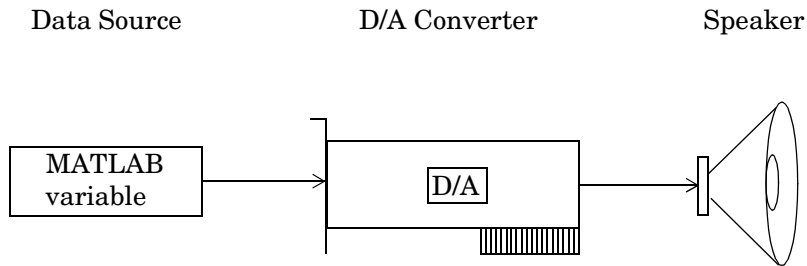 Data Source
D/A Converter
Speaker
MATLAB
variable
D/A